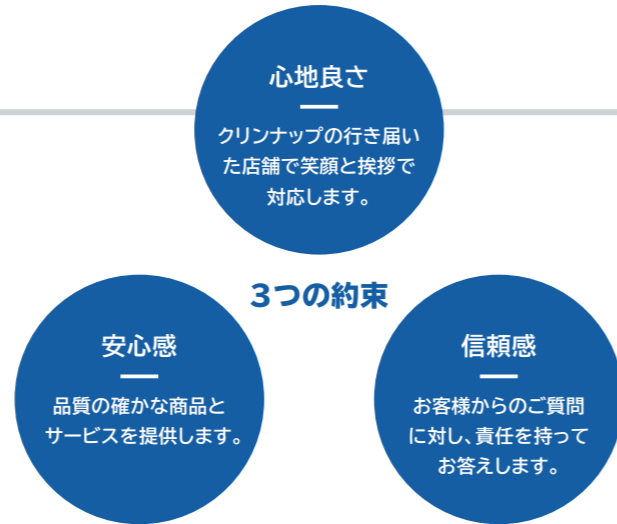 心地良さ
クリンナップの行き届い
た店舗で笑顔と挨拶で
対応します。
3つの約束
安心感
品質の確かな商品と
サービスを提供します。
信頼感
お客様からのご質問
に対し、責任を持って
お答えします。